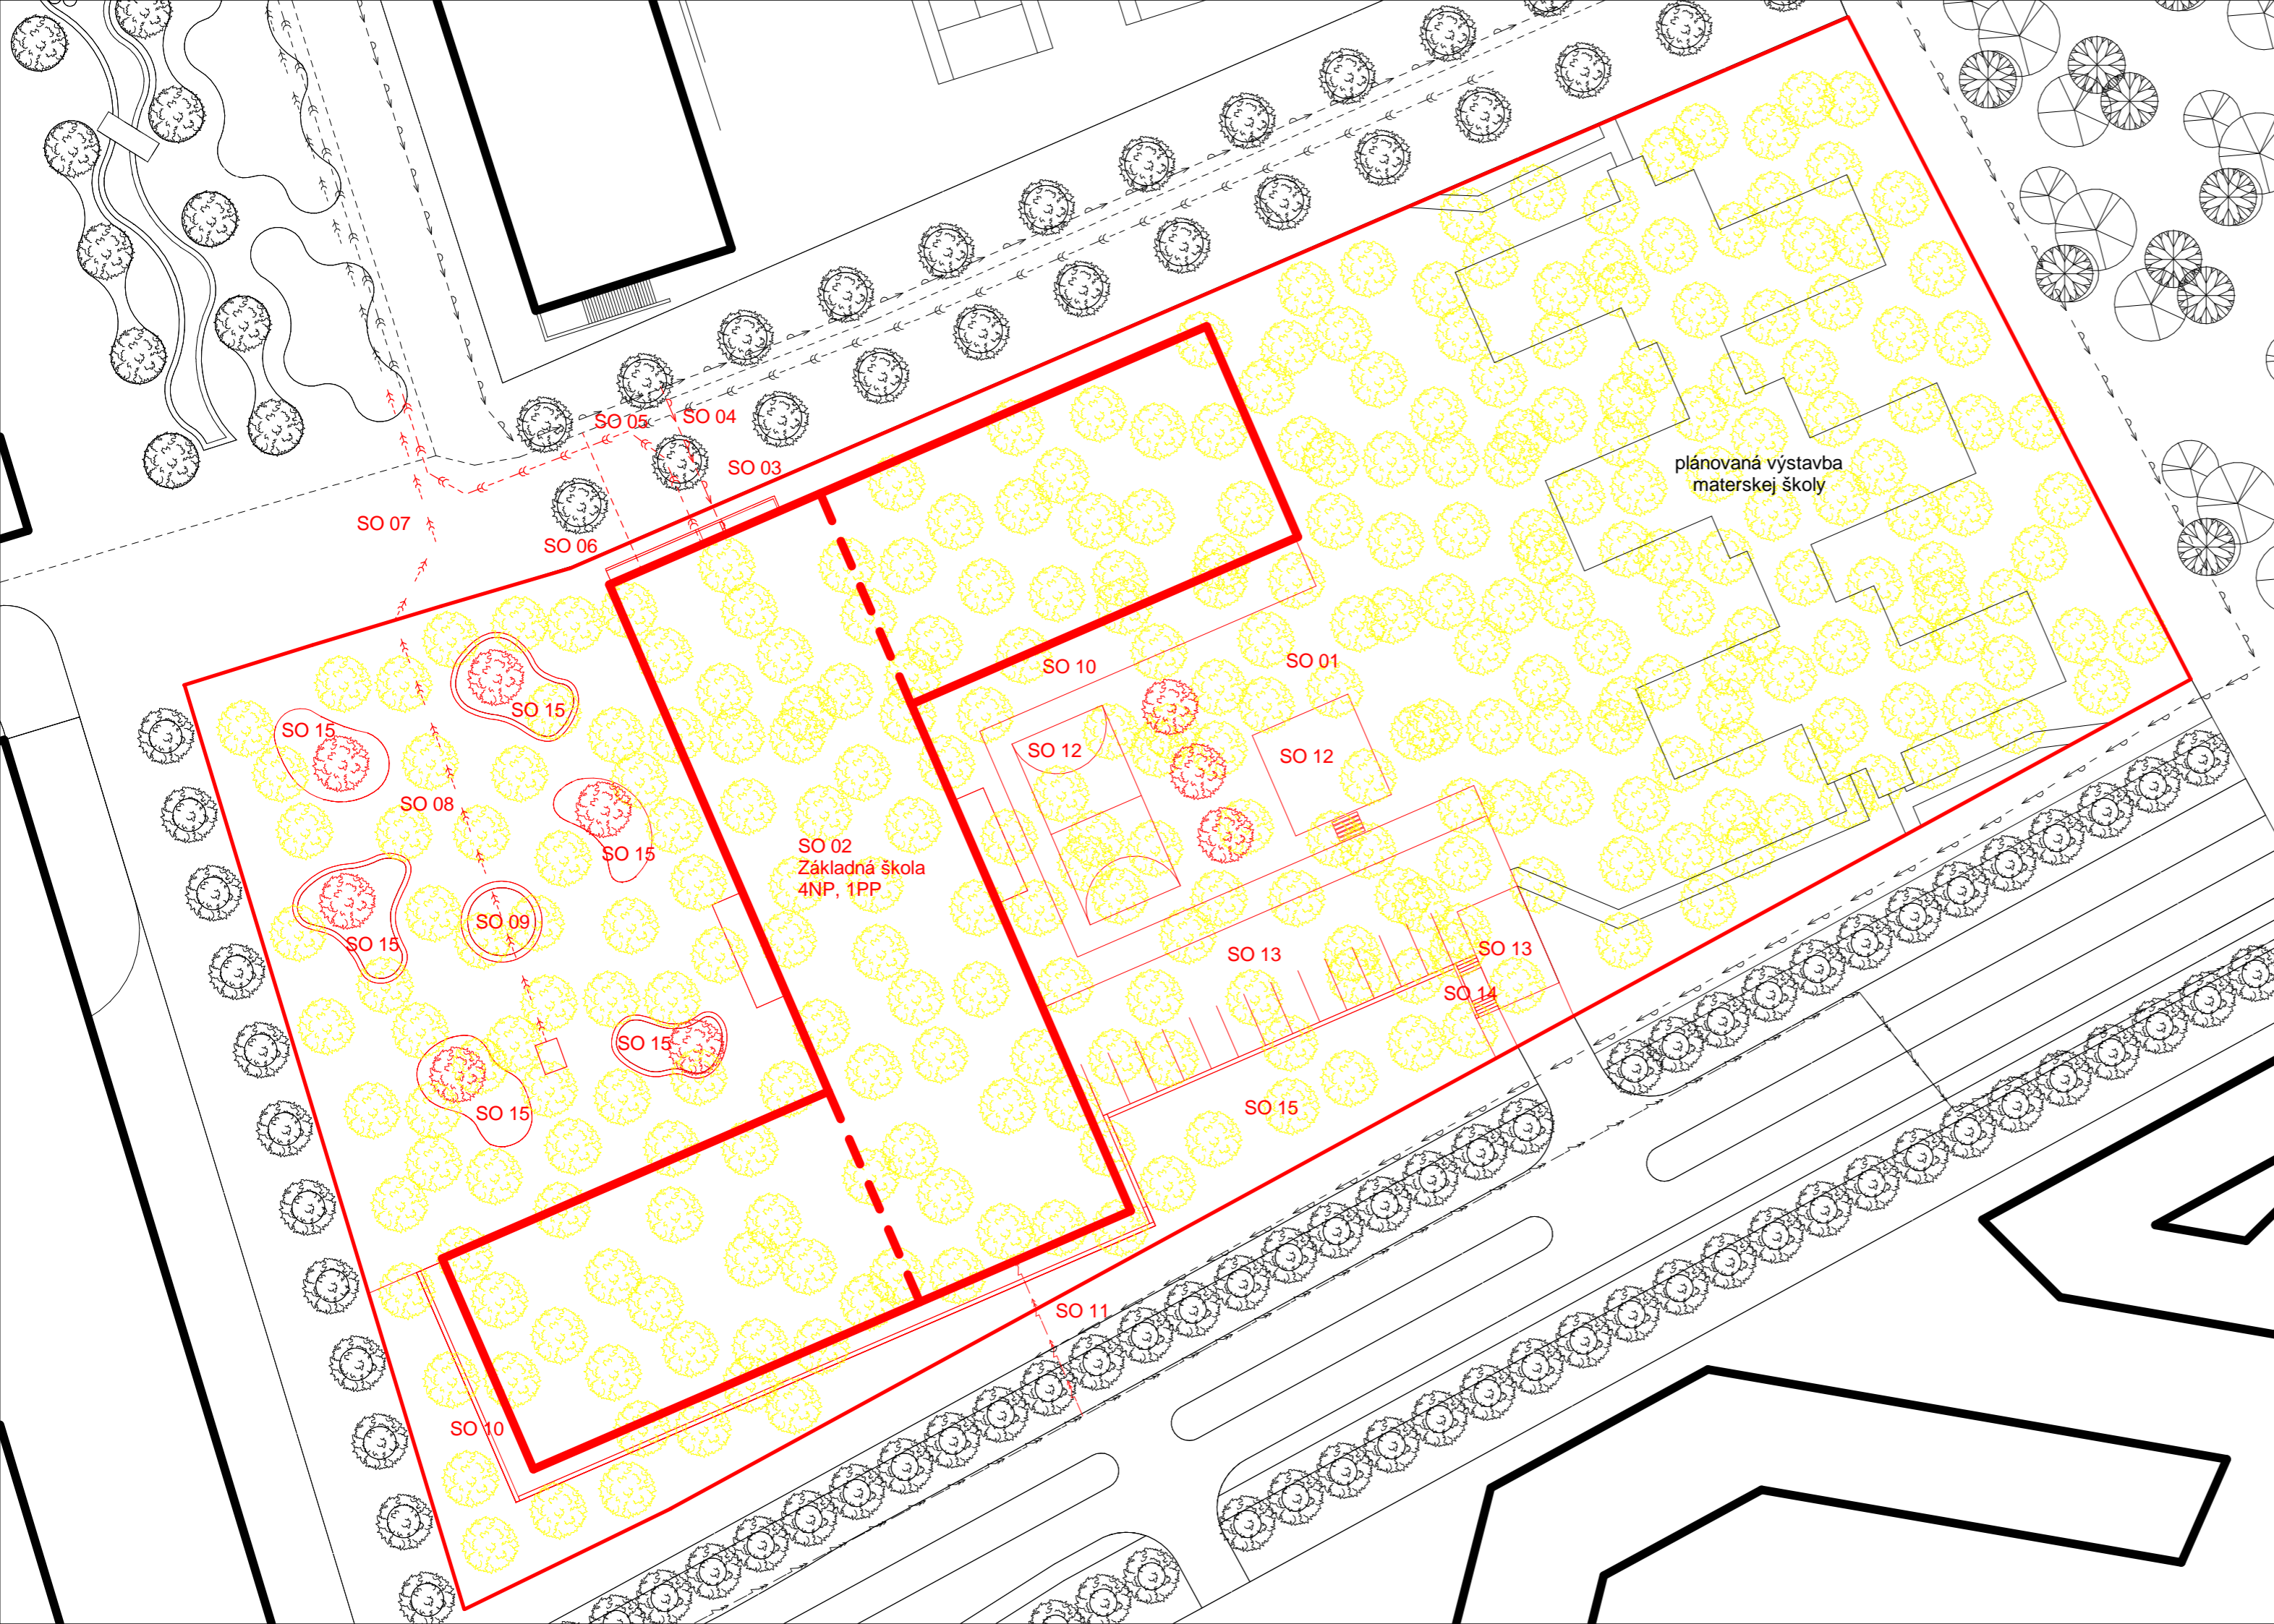 SO 05
SO 04
SO 03
plánovaná výstavba
materskej školy
SO 07
SO 06
SO 01
SO 10
SO 15
SO 15
SO 12
SO 12
SO 08
SO 02
Základná škola
4NP, 1PP
SO 15
SO 09
SO 15
SO 13
SO 13
SO 14
SO 15
SO 15
SO 15
SO 11
SO 10